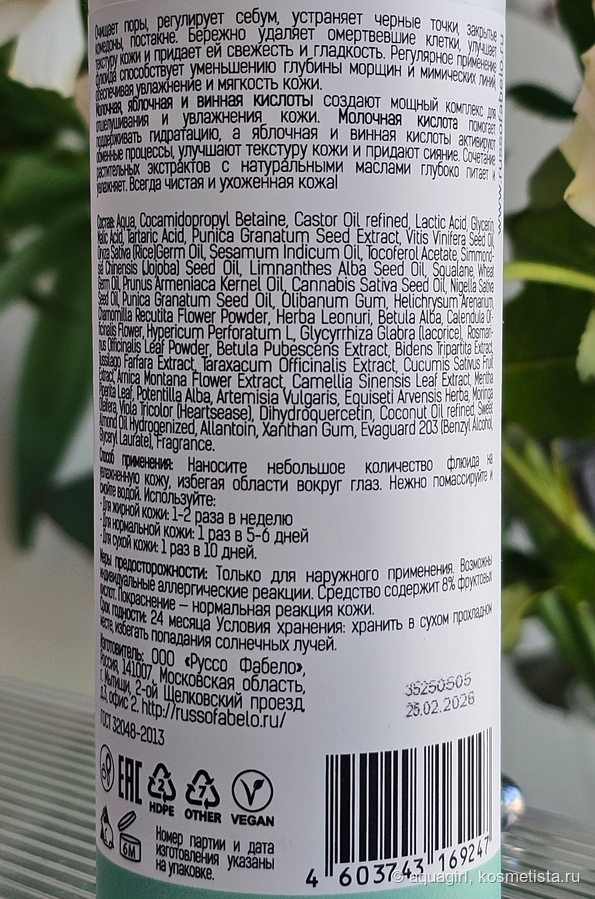 Очищает поры, регулирует себум, устраняет черные точки, закрытые
комедоны, постакне. Бережно удаляет омертвевшие клетки, улучшает
текстуру кожи и придает ей свежесть и гладкость. Регулярное применение
флюида способствует уменьшению глубины морщин и мимических линий,
обеспечивая увлажнение и мягкость кожи.
Молочная, яблочная и винная кислоты создают мощный комплекс для
отшелушивания и увлажнения кожи. Молочная кислота помогает
поддерживать гидратацию, а яблочная и винная кислоты активируют
обменные процессы, улучшают текстуру кожи и придают сияние. Сочетание
растительных экстрактов с натуральными маслами глубоко питает и
увлажняет. Всегда чистая и ухоженная кожа!
Состав: Aqua, Cocamidopropyl Betaine, Castor Oil refined, Lactic Acid, Glycerin,
Malic Acid, Tartaric Acid, Punica Granatum Seed Extract, Vitis Vinifera Seed Oil,
Oryza Sativa (Rice)Germ Oil, Sesamum Indicum Oil, Tocoferol Acetate, Simmond-
sia Chinensis (Jojoba) Seed Oil, Limnanthes Alba Seed Oil, Squalane, Wheat
Germ Oil, Prunus Armeniaca Kernel Oil, Cannabis Sativa Seed Oil, Nigella Sativa
Seed Oil, Punica Granatum Seed Oil, Olibanum Gum, Helichrysum Arenarium,
Chamomilla Recutita Flower Powder, Herba Leonuri, Betula Alba, Calendula Of-
ficinalis Flower, Hypericum Perforatum L, Glycyrrhiza Glabra (lacorice), Rosmari-
nus Officinalis Leaf Powder, Betula Pubescens Extract, Bidens Tripartita Extract,
Tussilago Farfara Extract, Taraxacum Officinalis Extract, Cucumis Sativus Fruit
Extract, Arnica Montana Flower Extract, Camellia Sinensis Leaf Extract, Mentha
Piperita Leaf, Potentilla Alba, Artemisia Vulgaris, Equiseti Arvensis Herba, Moringa
Oleifera, Viola Tricolor (Heartsease), Dihydroquercetin, Coconut Oil refined, Sweet
Almond Oil Hydrogenized, Allantoin, Xanthan Gum, Evaguard 203 (Benzyl Alcohol,
Glyceryl Laurate), Fragrance.
Способ применения: Нанесите небольшое количество флюида на
увлажненную кожу, избегая области вокруг глаз. Нежно помассируйте и
смойте водой. Используйте:
- Для жирной кожи: 1-2 раза в неделю
- Для нормальной кожи: 1 раз в 5-6 дней
- Для сухой кожи: 1 раз в 10 дней.
Меры предосторожности: Только для наружного применения. Возможны
индивидуальные аллергические реакции. Средство содержит 8% фруктовых
кислот. Покраснение – нормальная реакция кожи.
Срок годности: 24 месяца Условия хранения: хранить в сухом прохладном
месте, избегать попадания солнечных лучей.
Изготовитель: ООО «Руссо Фабело»,
Россия, 141007, Московская область,
г. Мытищи, 2-ой Щелковский проезд,
д.3, офис 2. http://russofabelo.ru/
ГОСТ 32048-2013
35250505
25.02.2026
EAC
2
HDPE
7
OTHER
VEGAN
6M
Номер партии и дата
изготовления указаны
на упаковке.
4 603743 169247
© aquagirl, kosmetista.ru